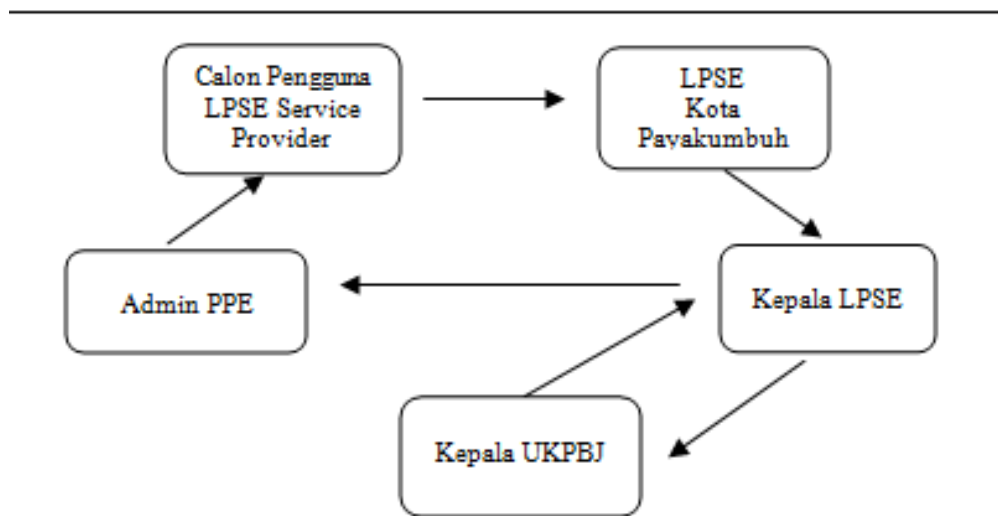 Calon Pengguna
LPSE Service
Provider
LPSE
Kota
Payakumbuh
Admin PPE
Kepala LPSE
Kepala UKPBJ